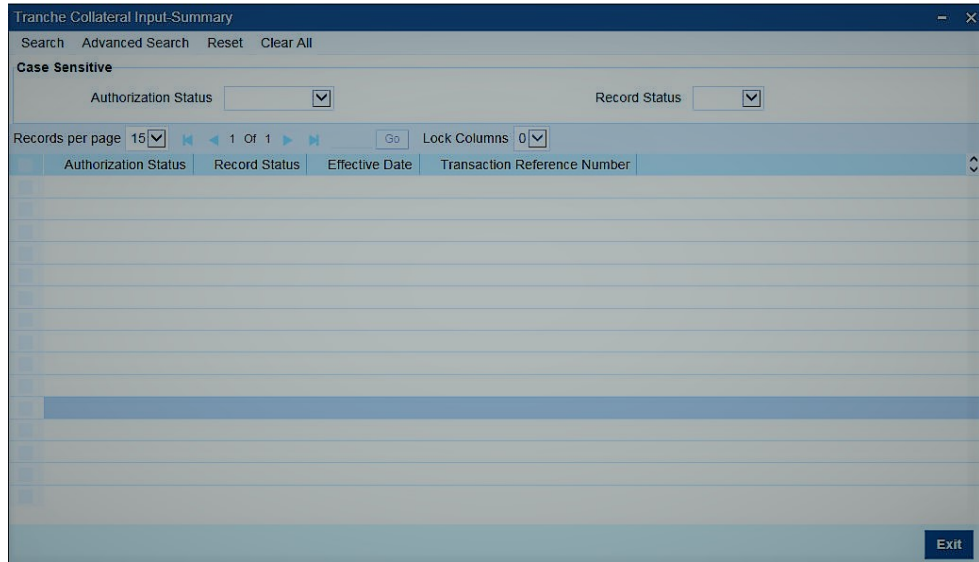 Tranche Collateral Input-Summary
Search Advanced Search Reset Clear All
Case Sensitive
Authorization Status Record Status
Records per page 15 1 Of 1 Go Lock Columns 0
Authorization Status Record Status Effective Date Transaction Reference Number
Exit